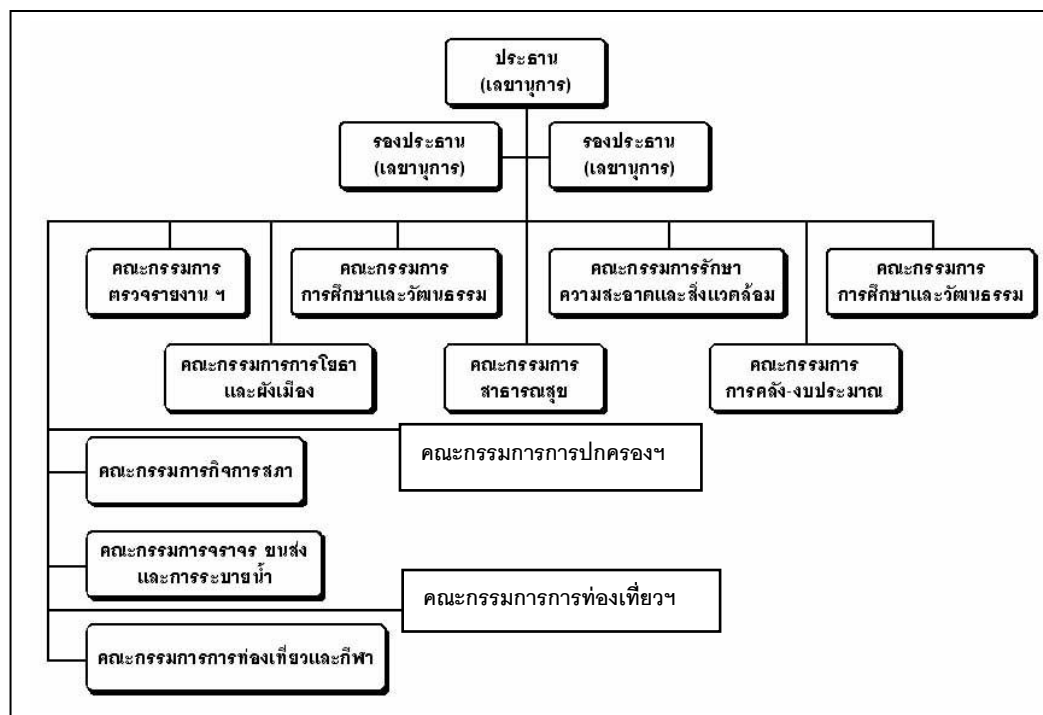 ประธาน
(เลขานุการ)
รองประธาน
(เลขานุการ)
รองประธาน
(เลขานุการ)
คณะกรรมการ
ตรวจรายงาน ฯ
คณะกรรมการ
การศึกษาและวัฒนธรรม
คณะกรรมการรักษา
ความสะอาดและสิ่งแวดล้อม
คณะกรรมการ
การศึกษาและวัฒนธรรม
คณะกรรมการการโยธา
และผังเมือง
คณะกรรมการ
สาธารณสุข
คณะกรรมการ
การคลัง-งบประมาณ
คณะกรรมการการปกครองฯ
คณะกรรมการกิจการสภา
คณะกรรมการจราจร ขนส่ง
และการระบายน้ำ
คณะกรรมการการท่องเที่ยวฯ
คณะกรรมการการท่องเที่ยวและกีฬา